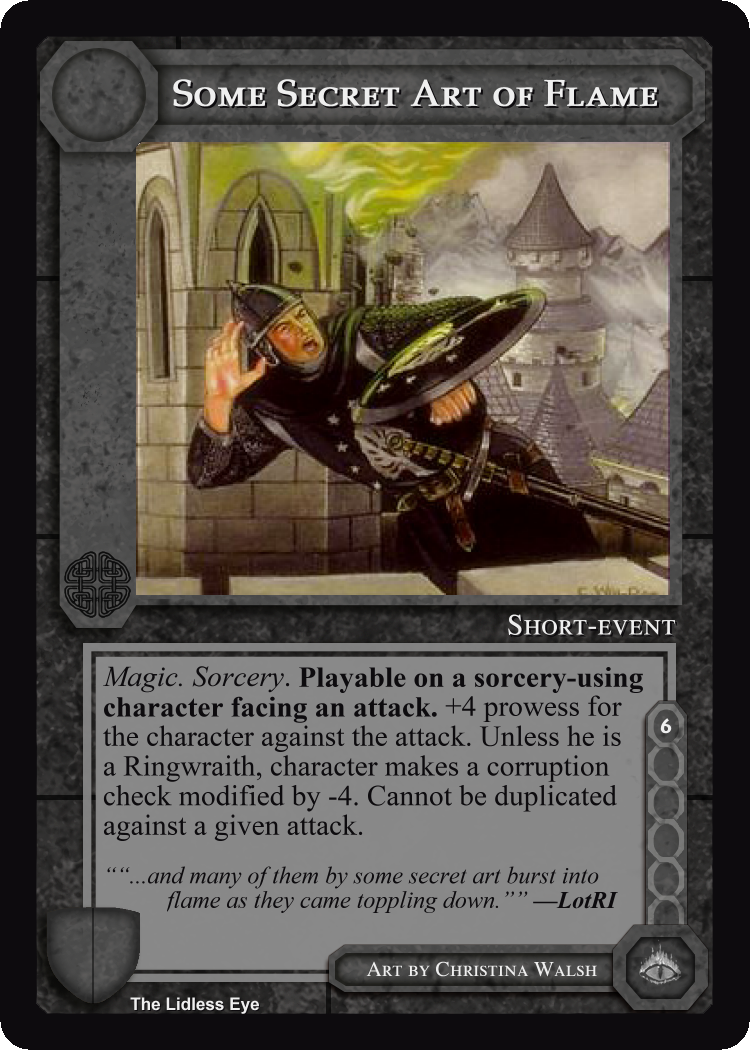 Some Secret Art of Flame
Short-event
Magic. Sorcery. Playable on a sorcery-using
character facing an attack. +4 prowess for
the character against the attack. Unless he is
a Ringwraith, character makes a corruption
check modified by -4. Cannot be duplicated
against a given attack.
6
““...and many of them by some secret art burst into
flame as they came toppling down.”” —LotRI
Art by Christina Walsh
The Lidless Eye